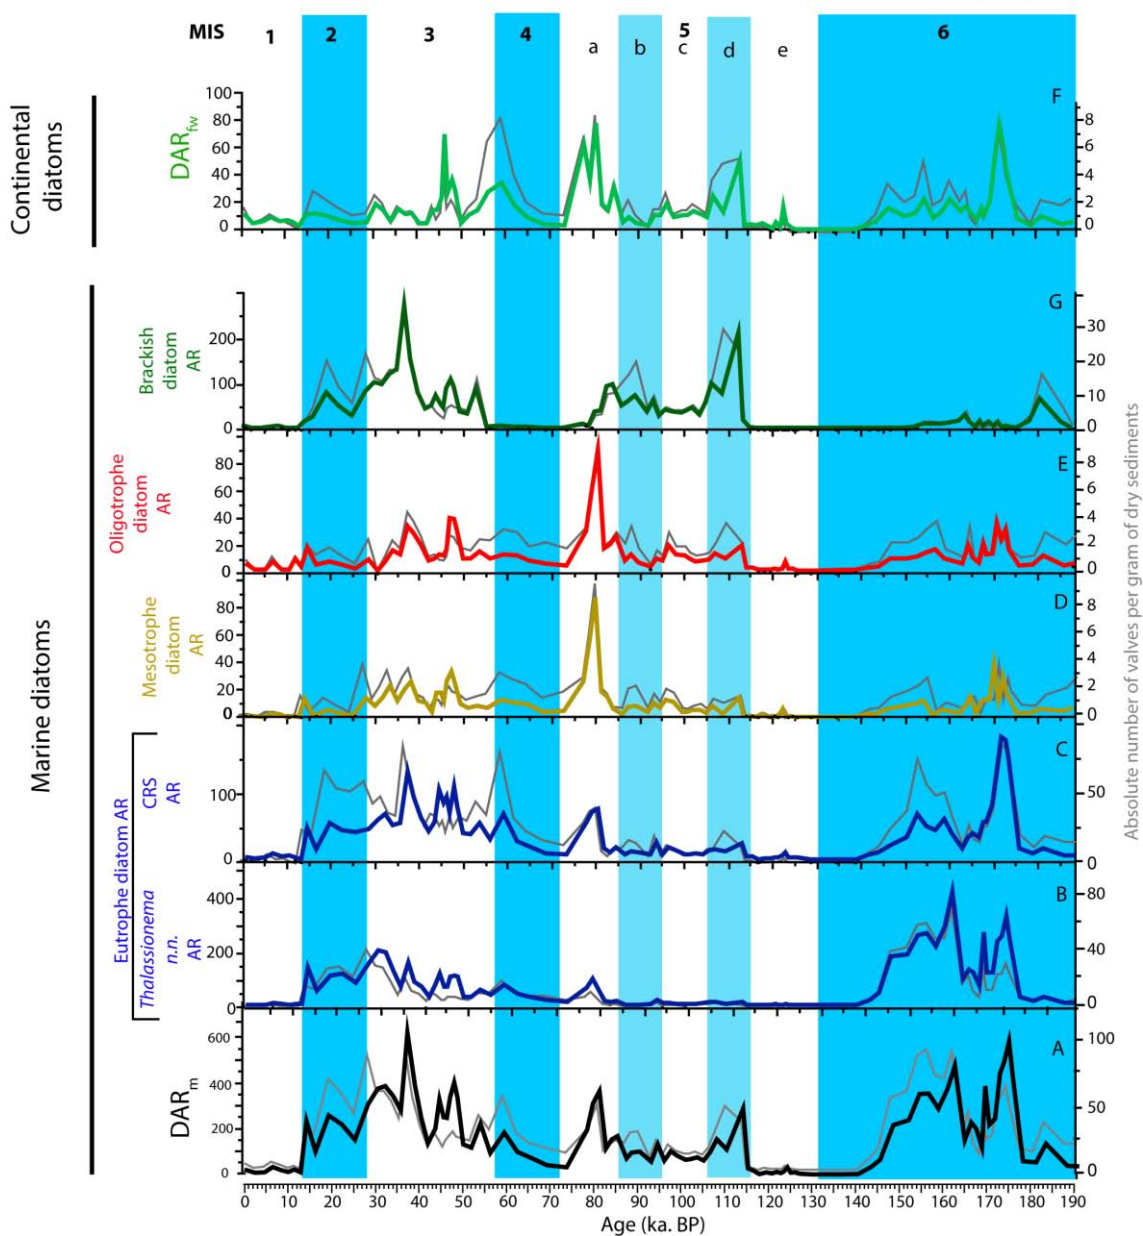 MIS 1 2 3 4 5 6
a b c d e
Continental
diatoms
DAR fw
100
80
60
40
20
0
F
8
6
4
2
0
Marine diatoms
Brackish
diatom
AR
200
100
0
G
30
20
10
0
Oligotrophe
diatom
AR
80
60
40
20
0
E
8
6
4
2
0
Mesotrophe
diatom
AR
80
60
40
20
0
D
8
6
4
2
0
Eutrophe diatom AR
CRS
AR
100
0
C
50
0
Thalassionema
n.n.
AR
400
200
0
B
80
40
0
DAR m
600
400
200
0
A
100
50
0
Absolute number of valves per gram of dry sediments
0 10 20 30 40 50 60 70 80 90 100 110 120 130 140 150 160 170 180 190
Age (ka. BP)